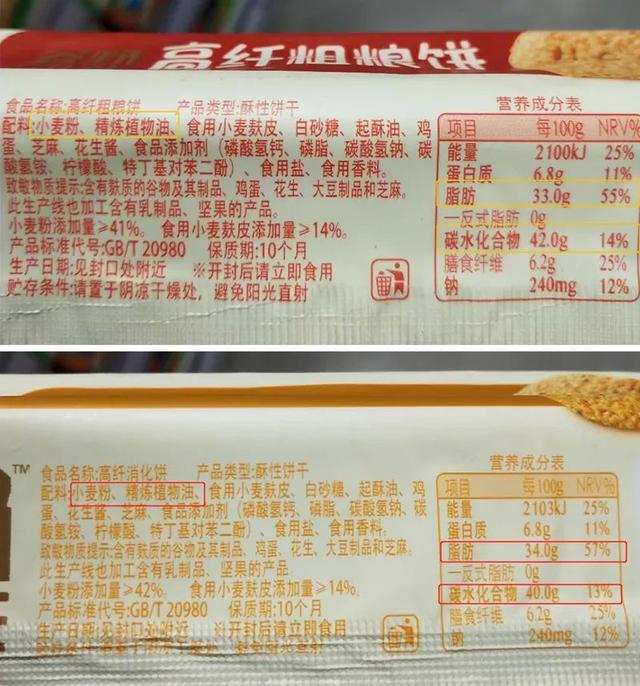 高纤粗粮饼
食品名称:高纤粗粮饼 产品类型:酥性饼干
配料:小麦粉、精炼植物油、食用小麦麸皮、白砂糖、起酥油、鸡
蛋、芝麻、花生酱、食品添加剂（磷酸氢钙、磷脂、碳酸氢钠、碳
酸氢铵、柠檬酸、特丁基对苯二酚）、食用盐、食用香料。
致敏物质提示:含有麸质的谷物及其制品、鸡蛋、花生、大豆制品和芝麻。
此生产线也加工含有乳制品、坚果的产品。
小麦粉添加量≥41%。食用小麦麸皮添加量≥14%。
产品标准代号:GB/T 20980 保质期:10个月
生产日期:见封口处附近 ※开封后请立即食用
贮存条件:请置于阴凉干燥处，避免阳光直射
营养成分表
项目 每100g NRV%
能量 2100kJ 25%
蛋白质 6.8g 11%
脂肪 33.0g 55%
一反式脂肪 0g
碳水化合物 42.0g 14%
膳食纤维 6.2g 25%
钠 240mg 12%
TM
食品名称:高纤消化饼 产品类型:酥性饼干
配料:小麦粉、精炼植物油、食用小麦麸皮、白砂糖、起酥油、鸡
蛋、花生酱、芝麻、食品添加剂（磷酸氢钙、磷脂、碳酸氢钠、碳
酸氢铵、柠檬酸、特丁基对苯二酚）、食用盐、食用香料。
致敏物质提示:含有麸质的谷物及其制品、鸡蛋、花生、大豆制品和芝麻。
此生产线也加工含有乳制品、坚果的产品
小麦粉添加量≥42%。食用小麦麸皮添加量≥14%。
产品标准代号:GB/T 20980 保质期:10个月
生产日期:见封口处附近 ※开封后请立即食用
营养成分表
项目 每100g NRV%
能量 2103kJ 25%
蛋白质 6.8g 11%
脂肪 34.0g 57%
一反式脂肪 0g
碳水化合物 40.0g 13%
膳食纤维 6.2g 25%
钠 240mg 12%